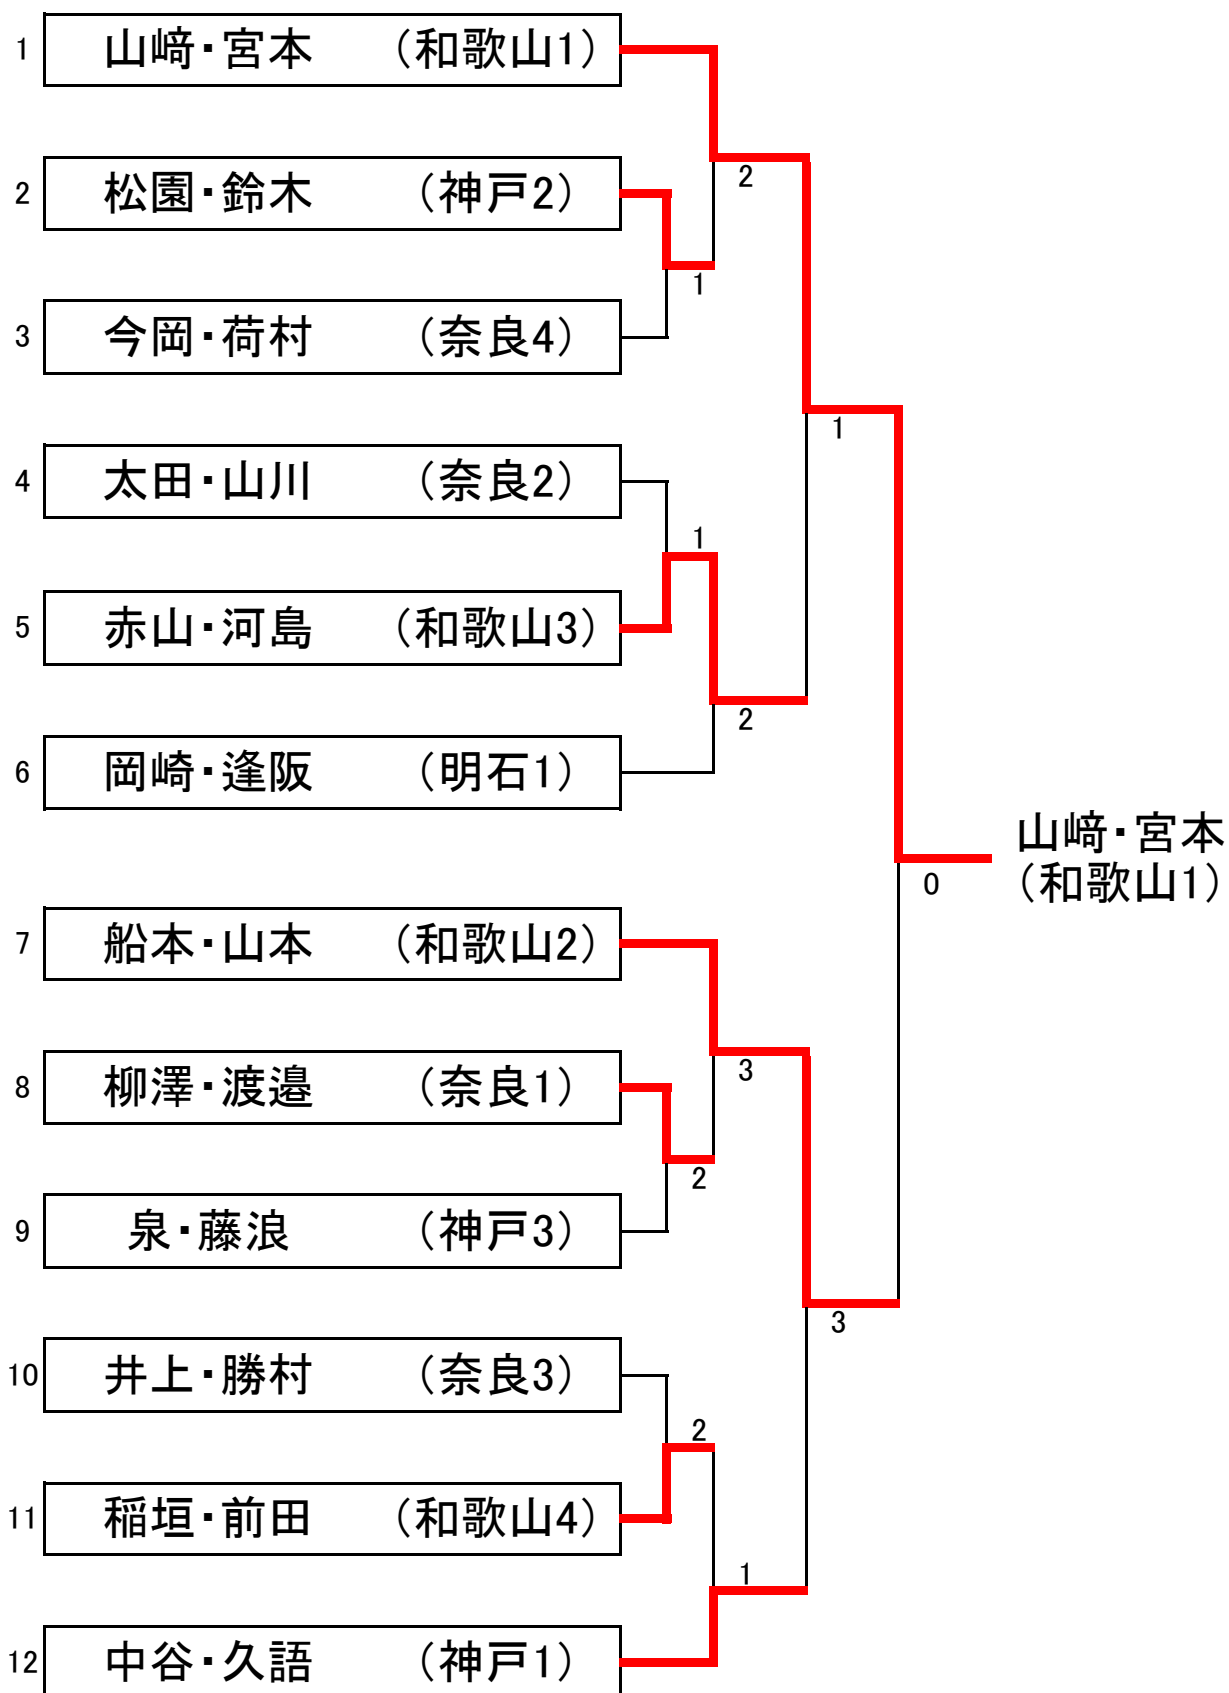 1 山﨑・宮本 （和歌山1）
2
2 松園・鈴木 （神戸2）
1
3 今岡・荷村 （奈良4）
1
4 太田・山川 （奈良2）
1
5 赤山・河島 （和歌山3）
2
6 岡崎・逢阪 （明石1）
山﨑・宮本
（和歌山1）
0
7 船本・山本 （和歌山2）
3
8 柳澤・渡邉 （奈良1）
2
9 泉・藤浪 （神戸3）
3
10 井上・勝村 （奈良3）
2
11 稲垣・前田 （和歌山4）
1
12 中谷・久語 （神戸1）